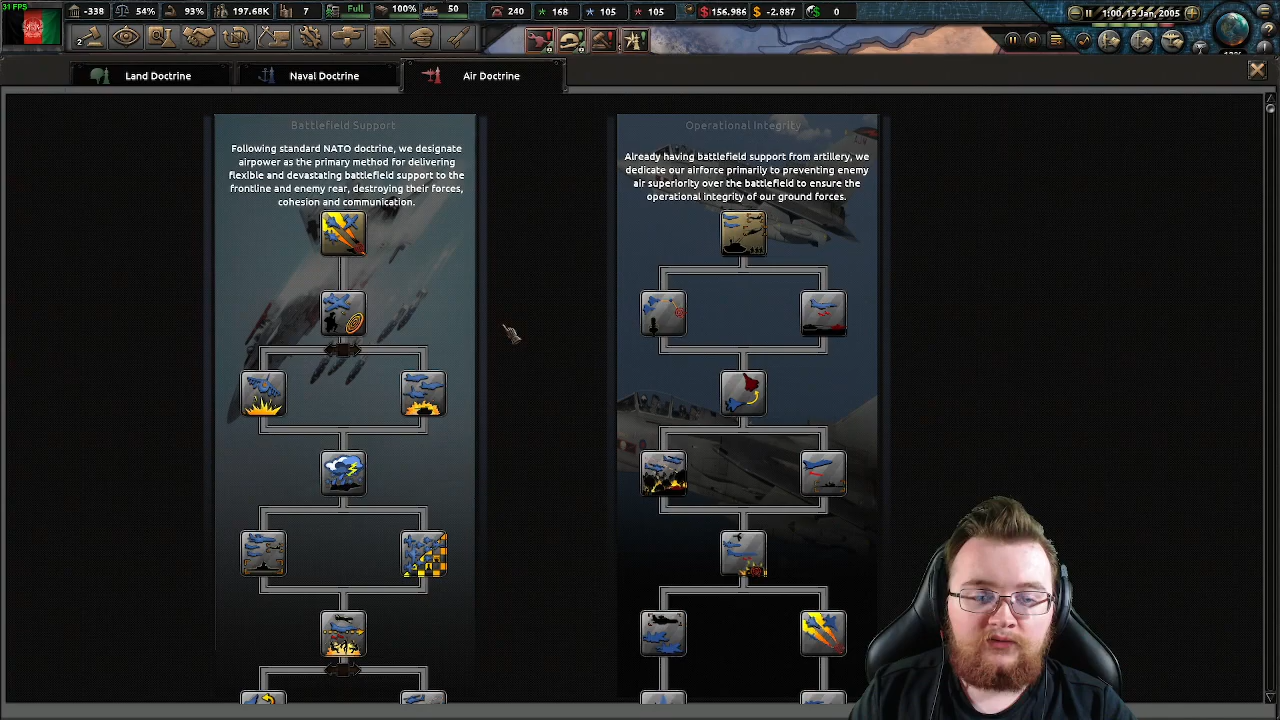 31 FPS
-338 54% 93% 197.68K 7 Full 100% 50 240 168 105 105 $156.986 $-2.887 0 1:00, 15 Jan, 2005
2
Land Doctrine Naval Doctrine Air Doctrine
Battlefield Support
Following standard NATO doctrine, we designate
airpower as the primary method for delivering
flexible and devastating battlefield support to the
frontline and enemy rear, destroying their forces,
cohesion and communication.
Operational Integrity
Already having battlefield support from artillery, we
dedicate our airforce primarily to preventing enemy
air superiority over the battlefield to ensure the
operational integrity of our ground forces.